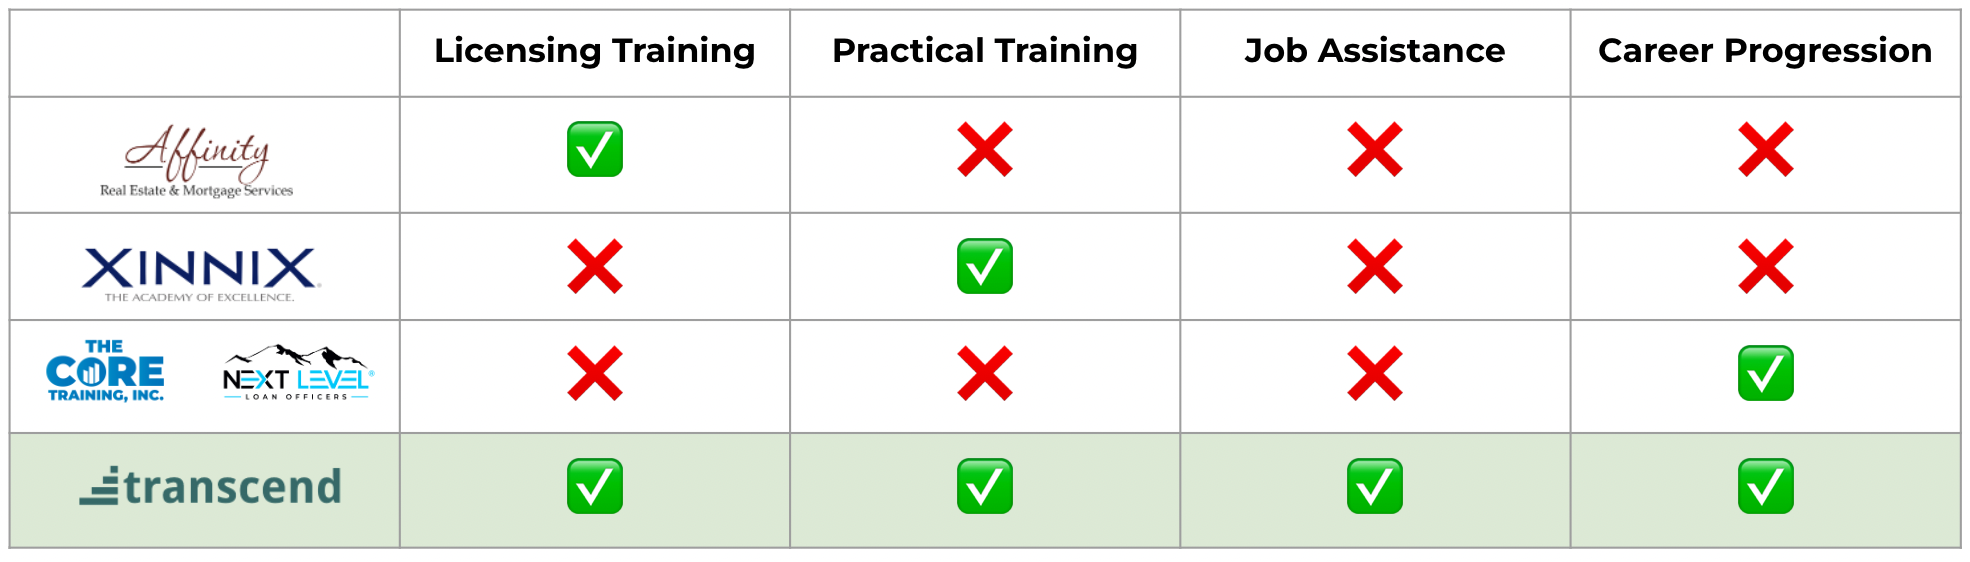 Licensing Training
Practical Training
Job Assistance
Career Progression
Affinity
Real Estate & Mortgage Services
XINNIX
THE ACADEMY OF EXCELLENCE.
THE
CORE
TRAINING, INC.
NEXT LEVEL®
LOAN OFFICERS
transcend